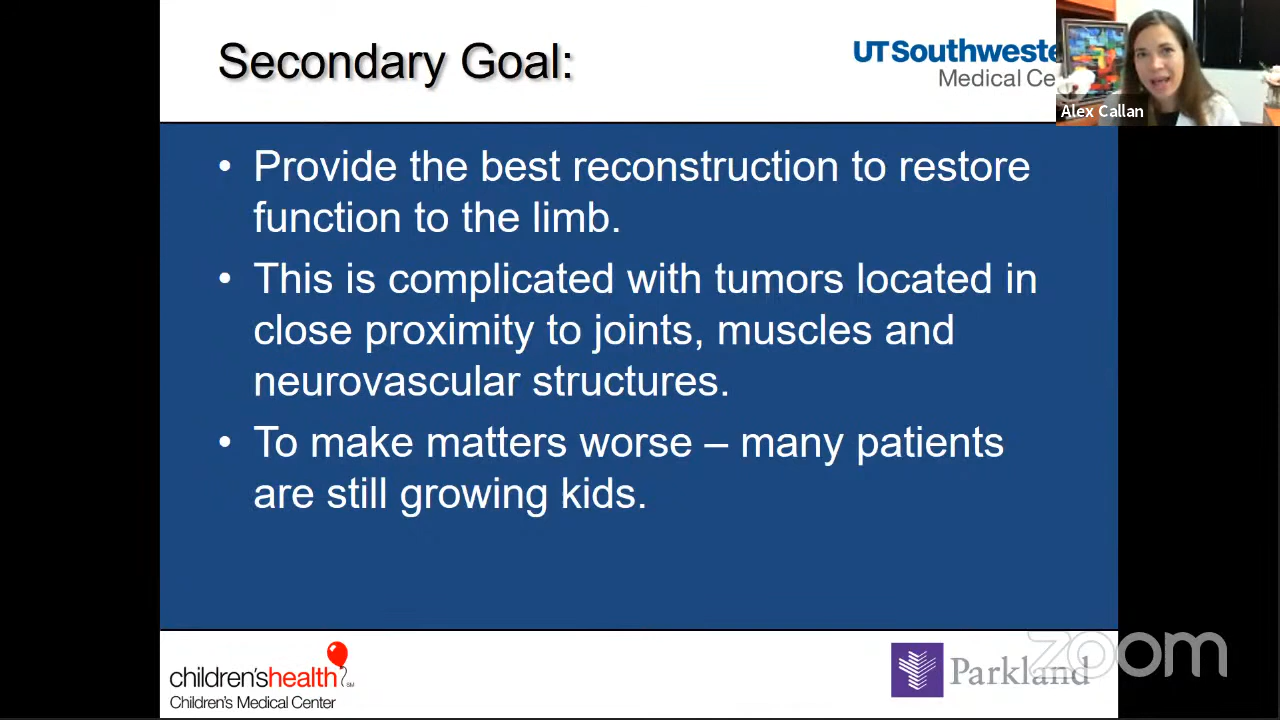 Secondary Goal:
UTSouthweste
Medical Ce
Alex Callan
• Provide the best reconstruction to restore
function to the limb.
• This is complicated with tumors located in
close proximity to joints, muscles and
neurovascular structures.
• To make matters worse – many patients
are still growing kids.
children'shealth SM
Children's Medical Center
Parkland
zoom